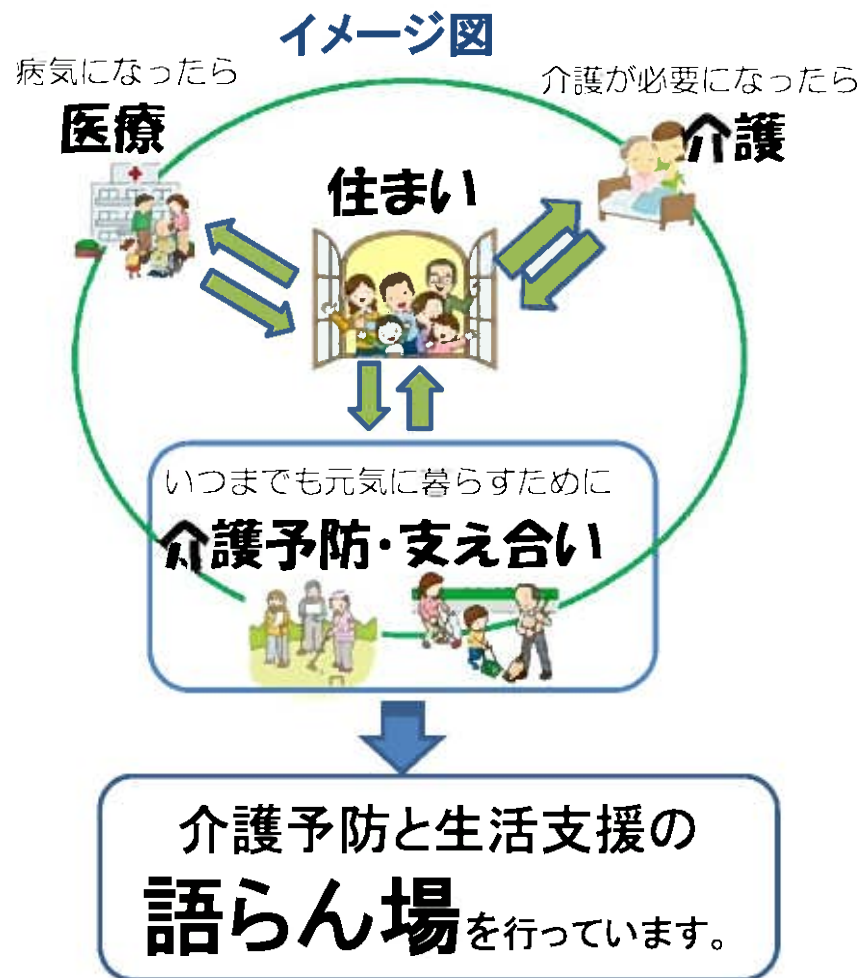 イメージ図
病気になったら
医療
介護が必要になったら
介護
住まい
いつまでも元気に暮らすために
介護予防・支え合い
介護予防と生活支援の
語らん場を行っています。